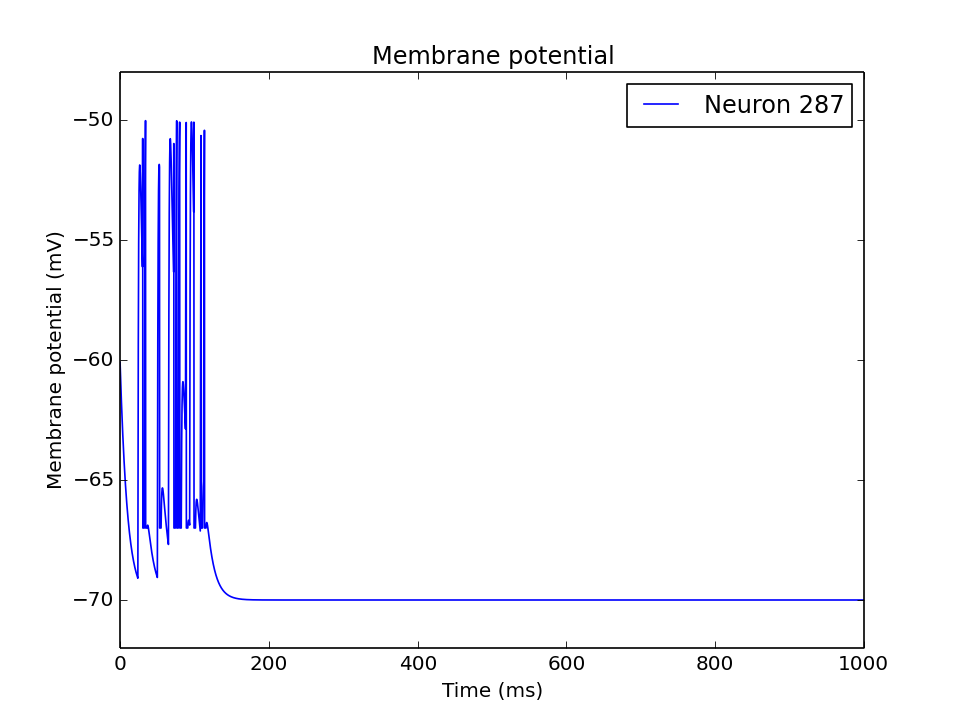 Membrane potential
Neuron 287
Membrane potential (mV)
−50
−55
−60
−65
−70
0 200 400 600 800 1000
Time (ms)